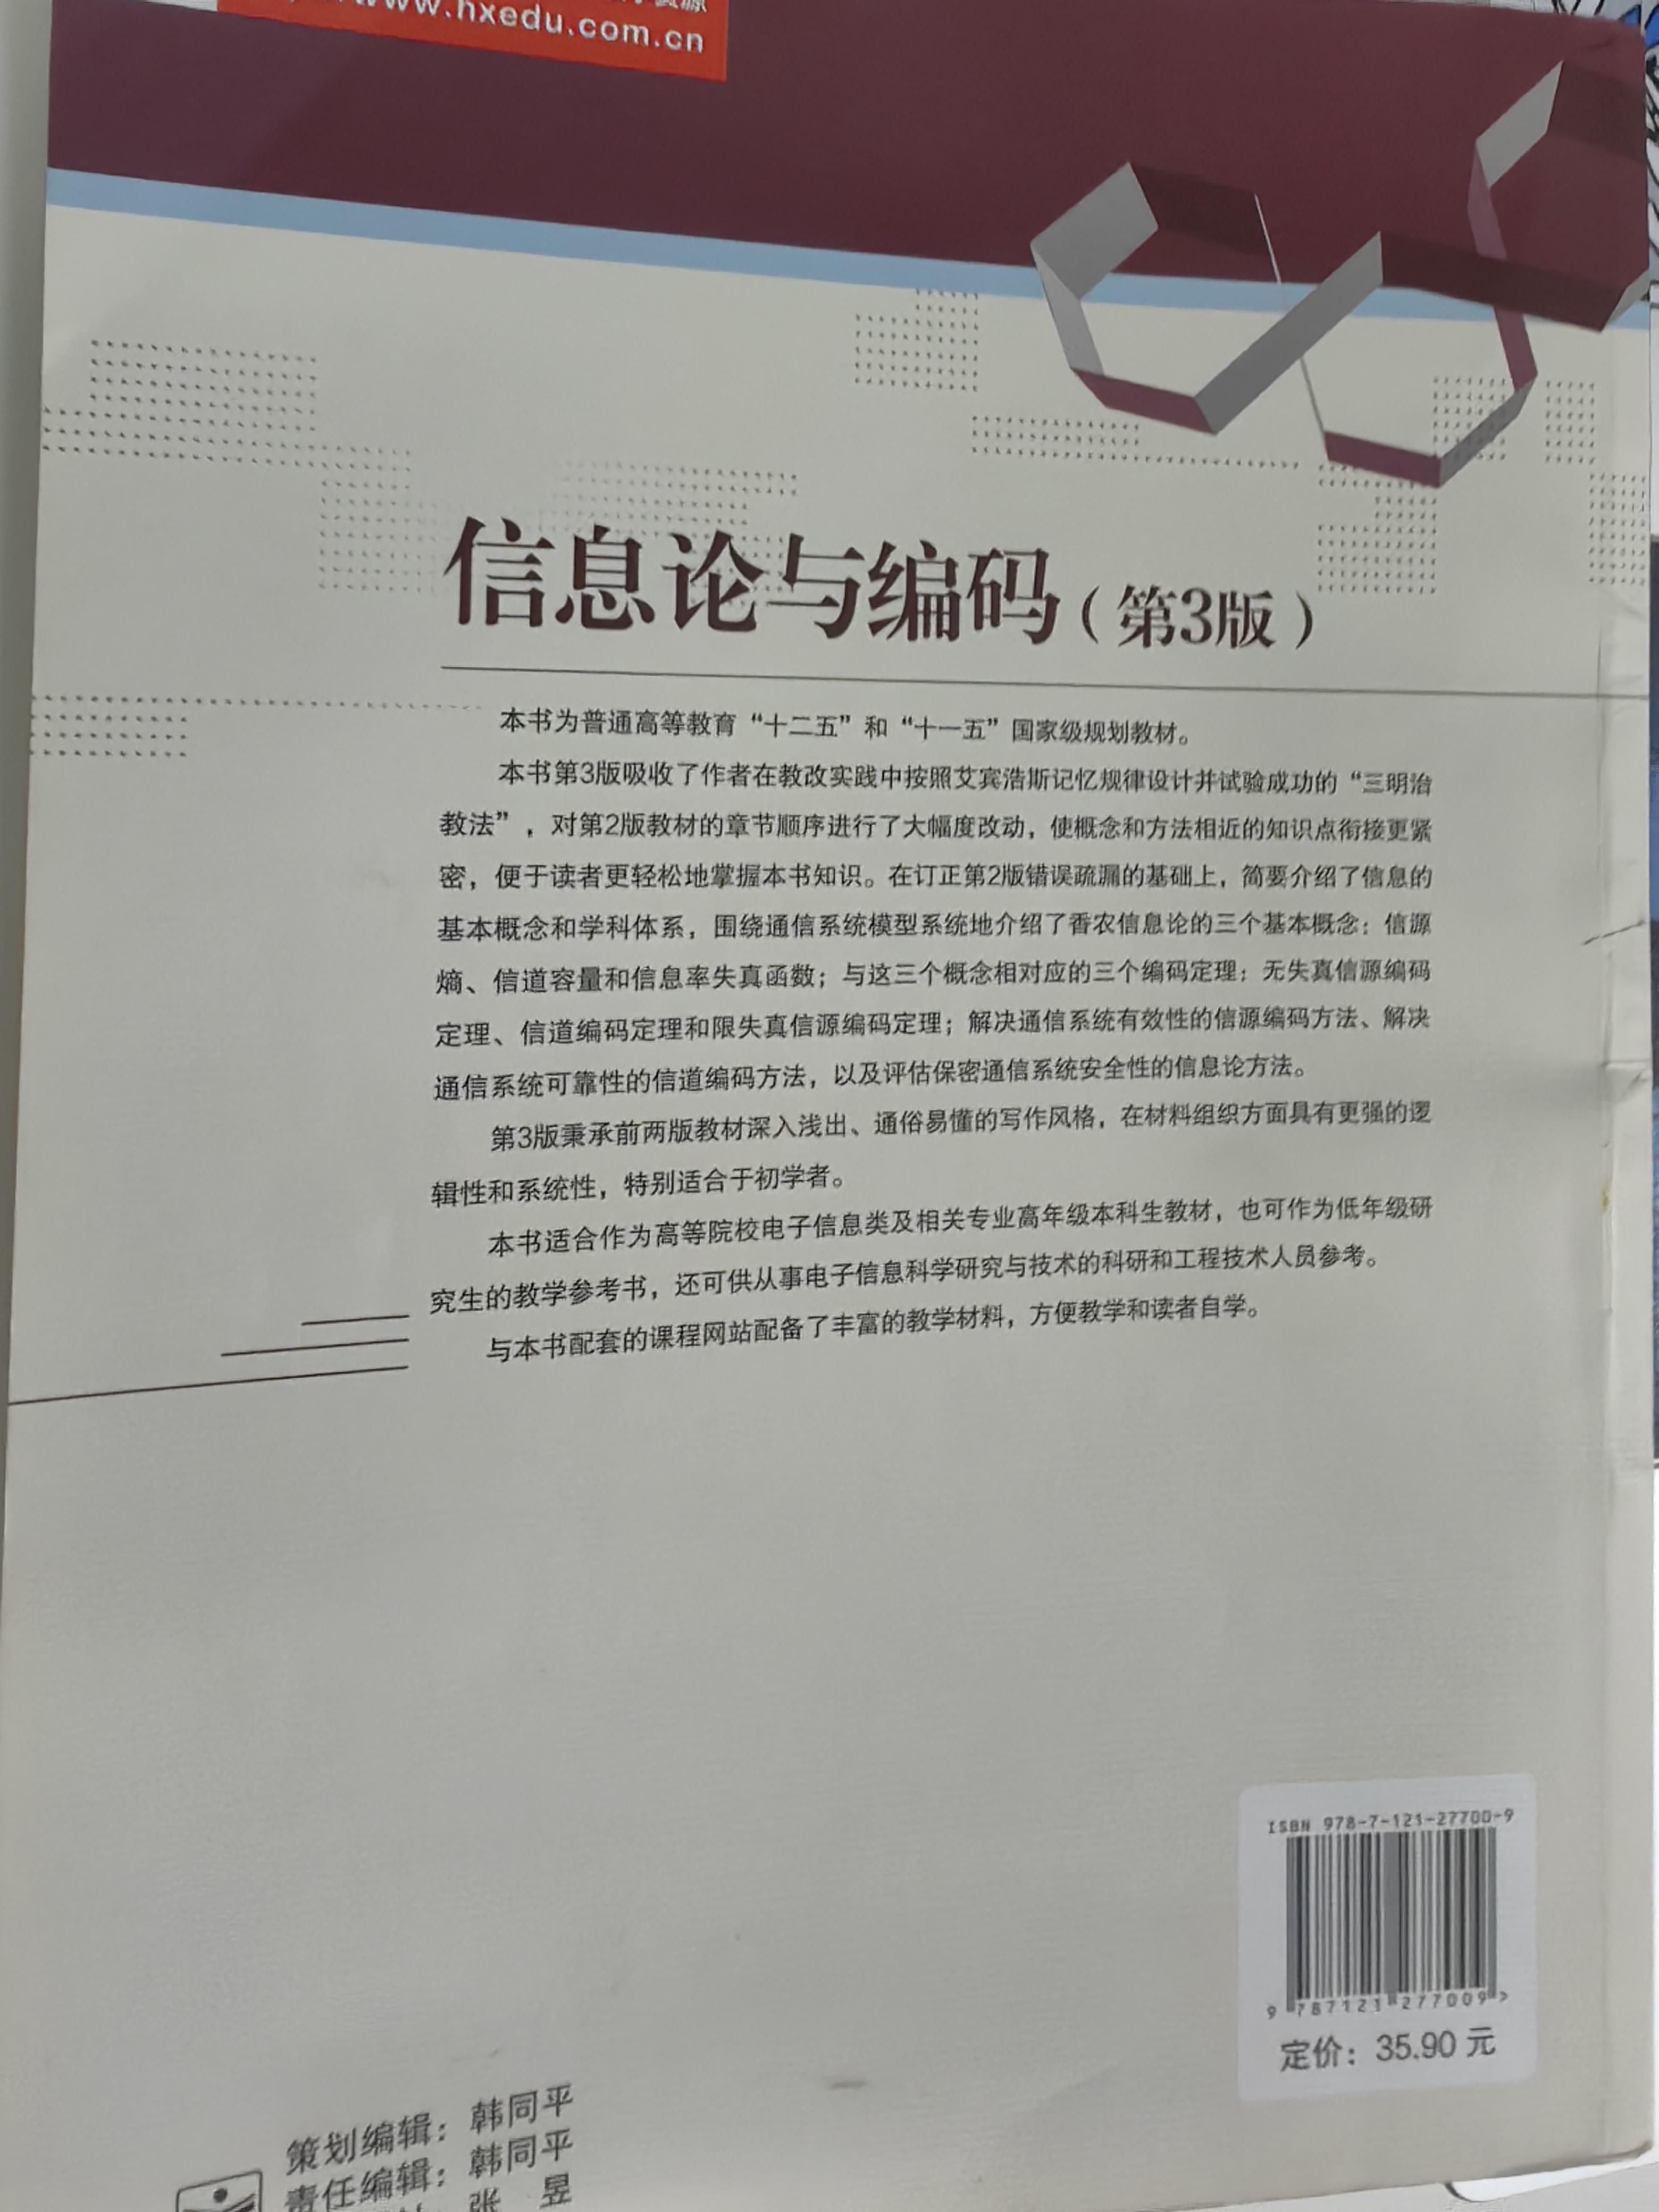 www.hxedu.com.cn
信息论与编码（第3版）
本书为普通高等教育“十二五”和“十一五”国家级规划教材。
本书第3版吸收了作者在教改实践中按照艾宾浩斯记忆规律设计并试验成功的“三明治
教法”，对第2版教材的章节顺序进行了大幅度改动，使概念和方法相近的知识点衔接更紧
密，便于读者更轻松地掌握本书知识。在订正第2版错误疏漏的基础上，简要介绍了信息的
基本概念和学科体系，围绕通信系统模型系统地介绍了香农信息论的三个基本概念：信源
熵、信道容量和信息率失真函数；与这三个概念相对应的三个编码定理：无失真信源编码
定理、信道编码定理和限失真信源编码定理；解决通信系统有效性的信源编码方法、解决
通信系统可靠性的信道编码方法，以及评估保密通信系统安全性的信息论方法。
第3版秉承前两版教材深入浅出、通俗易懂的写作风格，在材料组织方面具有更强的逻
辑性和系统性，特别适合于初学者。
本书适合作为高等院校电子信息类及相关专业高年级本科生教材，也可作为低年级研
究生的教学参考书，还可供从事电子信息科学研究与技术的科研和工程技术人员参考。
与本书配套的课程网站配备了丰富的教学材料，方便教学和读者自学。
ISBN 978-7-121-27700-9
9 787121 277009 >
定价：35.90 元
策划编辑：韩同平
责任编辑：韩同平
张 昱